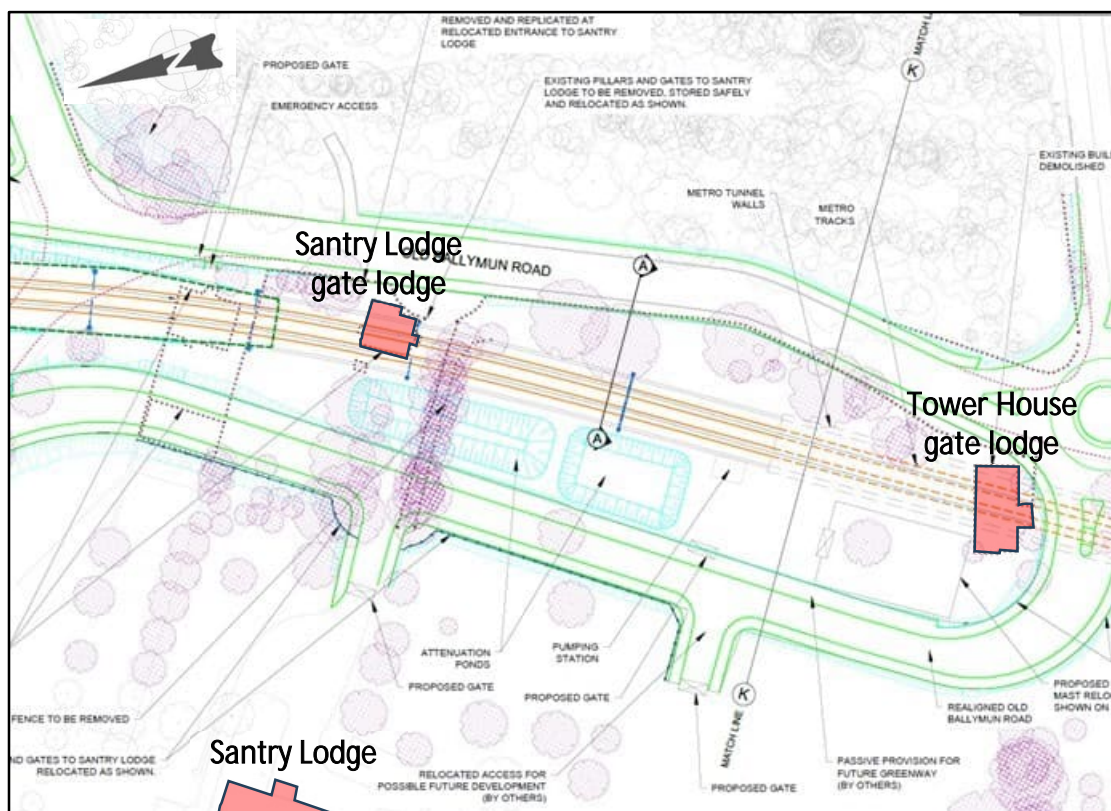 REMOVED AND REPLICATED AT
RELOCATED ENTRANCE TO SANTRY
LODGE
N
PROPOSED GATE
EMERGENCY ACCESS
EXISTING PILLARS AND GATES TO SANTRY
LODGE TO BE REMOVED, STORED SAFELY
AND RELOCATED AS SHOWN.
MATCH
K
EXISTING
DEMOLISHED
METRO TUNNEL
WALLS
METRO
TRACKS
Santry Lodge
gate lodge
OLD BALLYMUN ROAD
A
Tower House
gate lodge
A
ATTENUATION
PONDS
PUMPING
STATION
PROPOSED GATE
PROPOSED GATE
K
MATCH LINE
PROPOSED
SHOWN ON
REALIGNED OLD
BALLYMUN ROAD
FENCE TO BE REMOVED
GATES TO SANTRY LODGE
RELOCATED AS SHOWN.
Santry Lodge
RELOCATED ACCESS FOR
POSSIBLE FUTURE DEVELOPMENT
(BY OTHERS)
PROPOSED GATE
PASSIVE PROVISION FOR
FUTURE GREENWAY
(BY OTHERS)